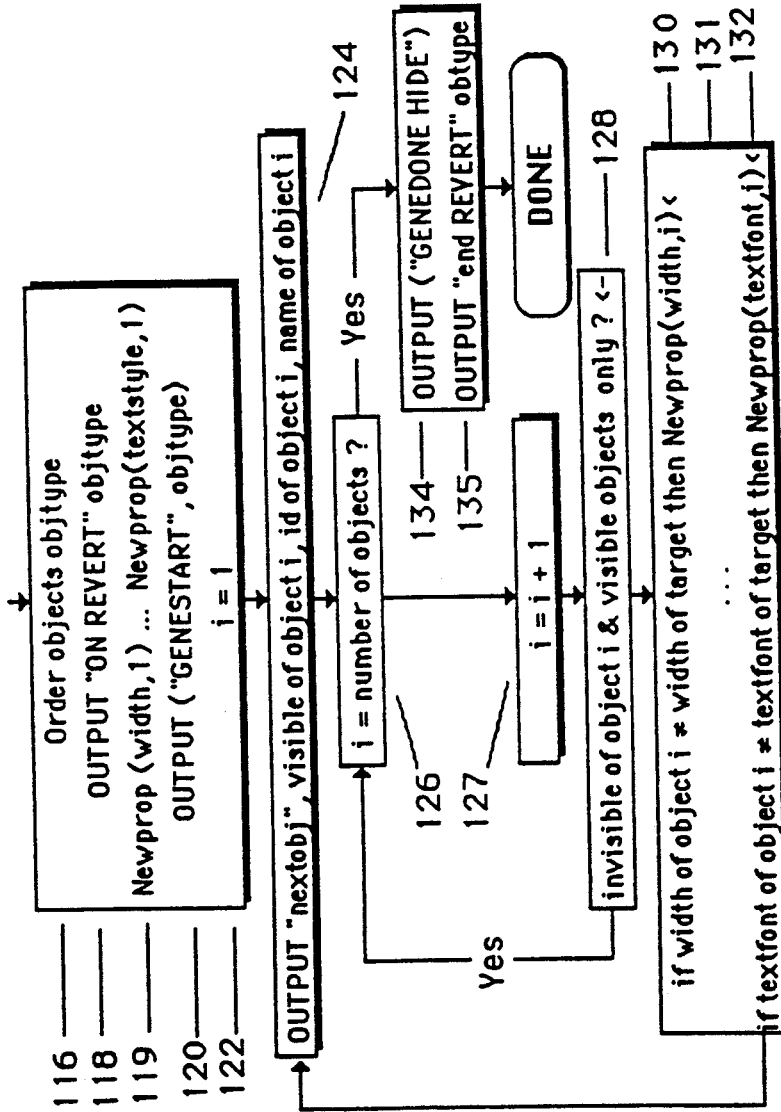 116
Order objects objtype
118
OUTPUT "ON REVERT" objtype
119
Newprop (width,1) ... Newprop(textstyle,1)
120
OUTPUT ("GENESTART", objtype)
122
i = 1
OUTPUT "nextobj", visible of object i, id of object i, name of object i
124
i = number of objects ?
Yes
126
134
OUTPUT ("GENEDONE HIDE")
135
OUTPUT "end REVERT" obtype
DONE
127
i = i + 1
invisible of object i & visible objects only ? <-
128
Yes
if width of object i ≠ width of target then Newprop(width,i)<
130
...
131
if textfont of object i ≠ textfont of target then Newprop(textfont,i)<
132